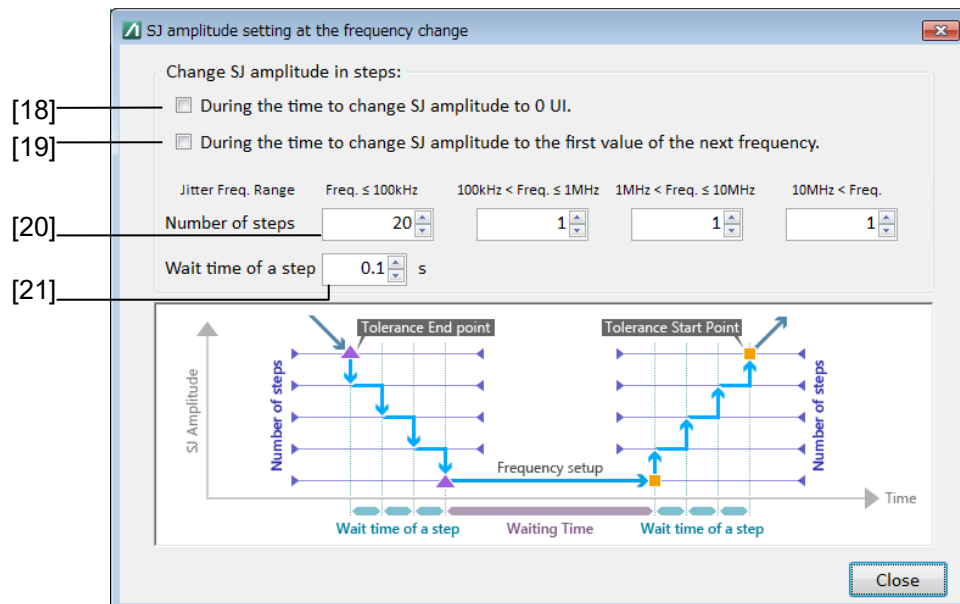 SJ amplitude setting at the frequency change
Change SJ amplitude in steps:
[18]
During the time to change SJ amplitude to 0 UI.
[19]
During the time to change SJ amplitude to the first value of the next frequency.
Jitter Freq. Range Freq. ≤ 100kHz 100kHz < Freq. ≤ 1MHz 1MHz < Freq. ≤ 10MHz 10MHz < Freq.
[20]
Number of steps 20 1 1 1
[21]
Wait time of a step 0.1 s
Tolerance End point Tolerance Start Point
SJ Amplitude
Number of steps
Number of steps
Frequency setup
Time
Wait time of a step Waiting Time Wait time of a step
Close